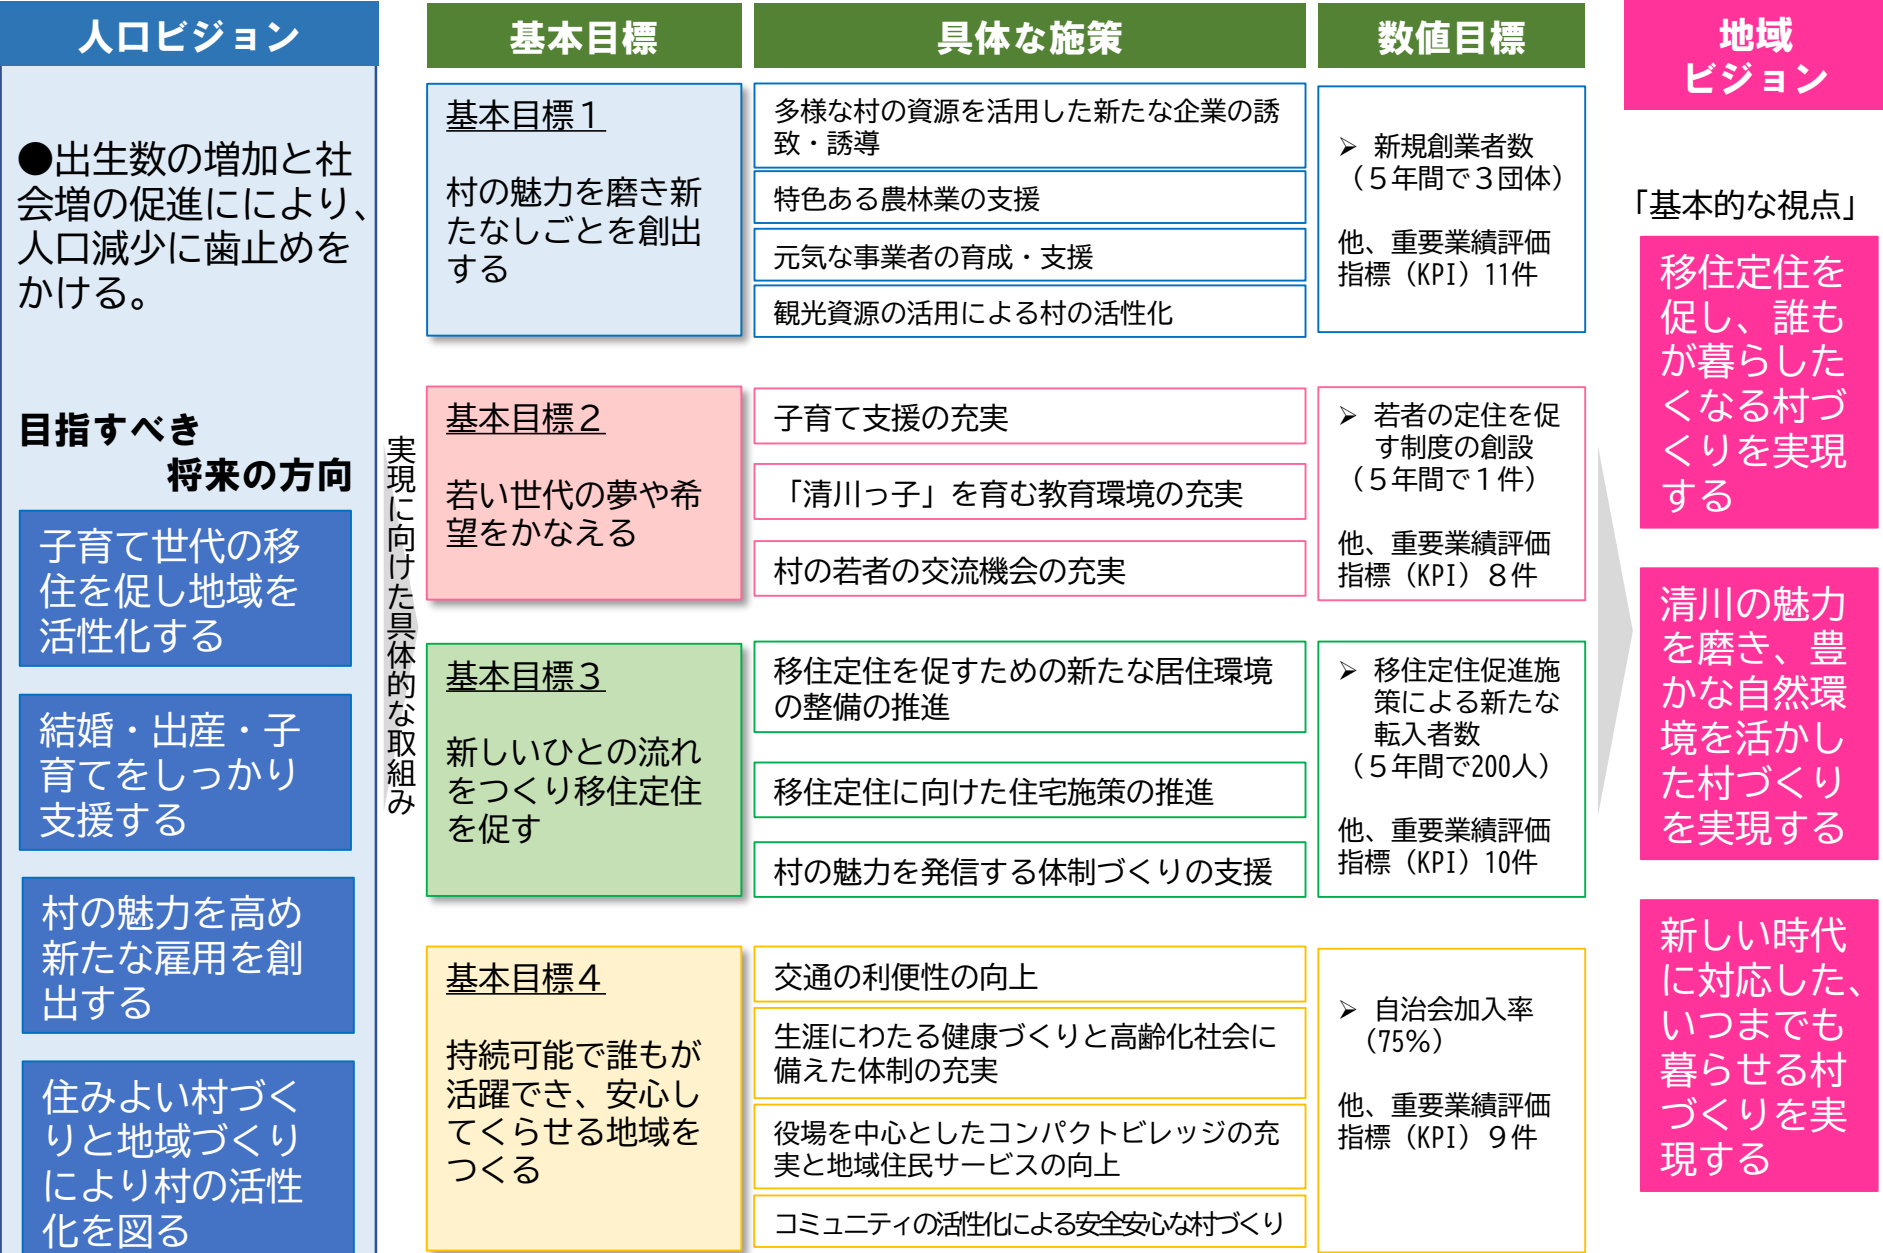 人口ビジョン
●出生数の増加と社
会増の促進ににより、
人口減少に歯止めを
かける。
目指すべき
将来の方向
子育て世代の移
住を促し地域を
活性化する
結婚・出産・子
育てをしっかり
支援する
村の魅力を高め
新たな雇用を創
出する
住みよい村づく
りと地域づくり
により村の活性
化を図る
実現に向けた具体的な取組み
基本目標
具体な施策
数値目標
基本目標１
村の魅力を磨き新
たなしごとを創出
する
多様な村の資源を活用した新たな企業の誘
致・誘導
特色ある農林業の支援
元気な事業者の育成・支援
観光資源の活用による村の活性化
➢ 新規創業者数
（５年間で３団体）
他、重要業績評価
指標（KPI）11件
基本目標２
若い世代の夢や希
望をかなえる
子育て支援の充実
「清川っ子」を育む教育環境の充実
村の若者の交流機会の充実
➢ 若者の定住を促
す制度の創設
（５年間で１件）
他、重要業績評価
指標（KPI）８件
基本目標３
新しいひとの流れ
をつくり移住定住
を促す
移住定住を促すための新たな居住環境
の整備の推進
移住定住に向けた住宅施策の推進
村の魅力を発信する体制づくりの支援
➢ 移住定住促進施
策による新たな
転入者数
（５年間で200人）
他、重要業績評価
指標（KPI）10件
基本目標４
持続可能で誰もが
活躍でき、安心し
てくらせる地域を
つくる
交通の利便性の向上
生涯にわたる健康づくりと高齢化社会に
備えた体制の充実
役場を中心としたコンパクトビレッジの充
実と地域住民サービスの向上
コミュニティの活性化による安全安心な村づくり
➢ 自治会加入率
（75％）
他、重要業績評価
指標（KPI）９件
地域
ビジョン
「基本的な視点」
移住定住を
促し、誰も
が暮らした
くなる村づ
くりを実現
する
清川の魅力
を磨き、豊
かな自然環
境を活かし
た村づくり
を実現する
新しい時代
に対応した、
いつまでも
暮らせる村
づくりを実
現する